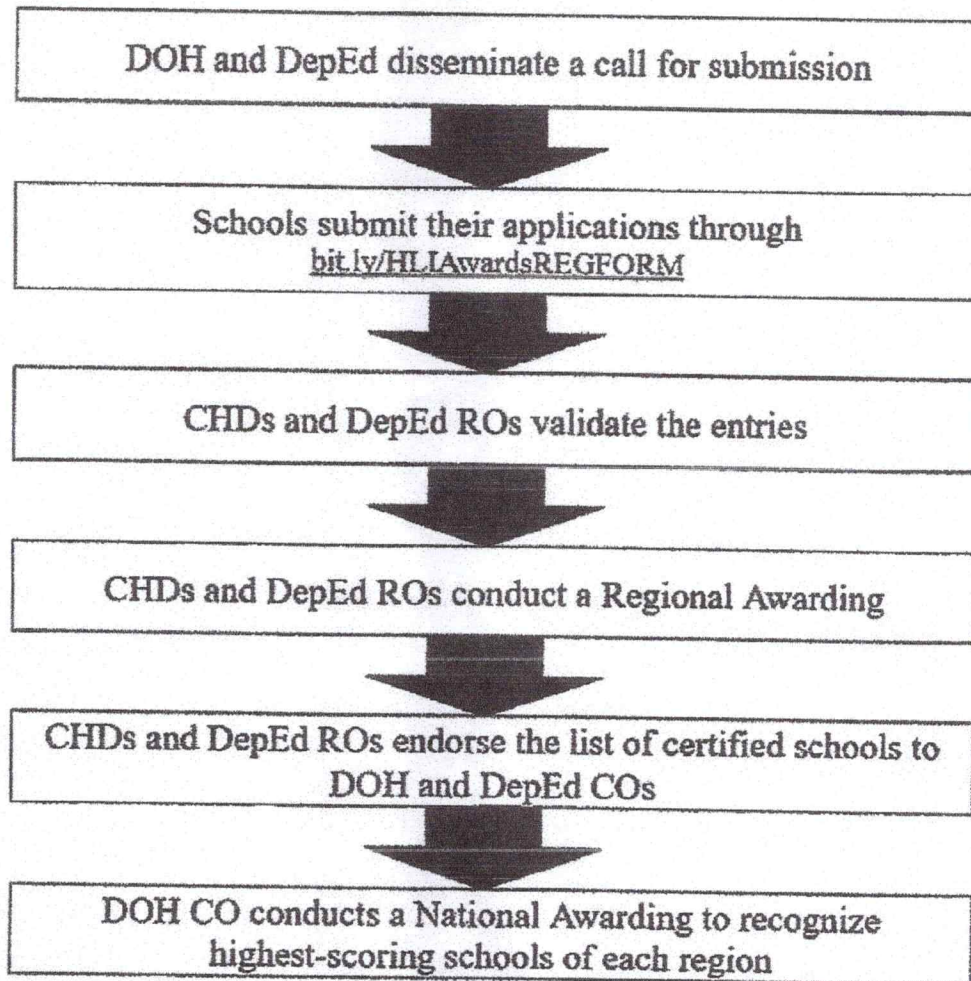 DOH and DepEd disseminate a call for submission
Schools submit their applications through
bit.ly/HLIAwardsREGFORM
CHDs and DepEd ROs validate the entries
CHDs and DepEd ROs conduct a Regional Awarding
CHDs and DepEd ROs endorse the list of certified schools to
DOH and DepEd COs
DOH CO conducts a National Awarding to recognize
highest-scoring schools of each region